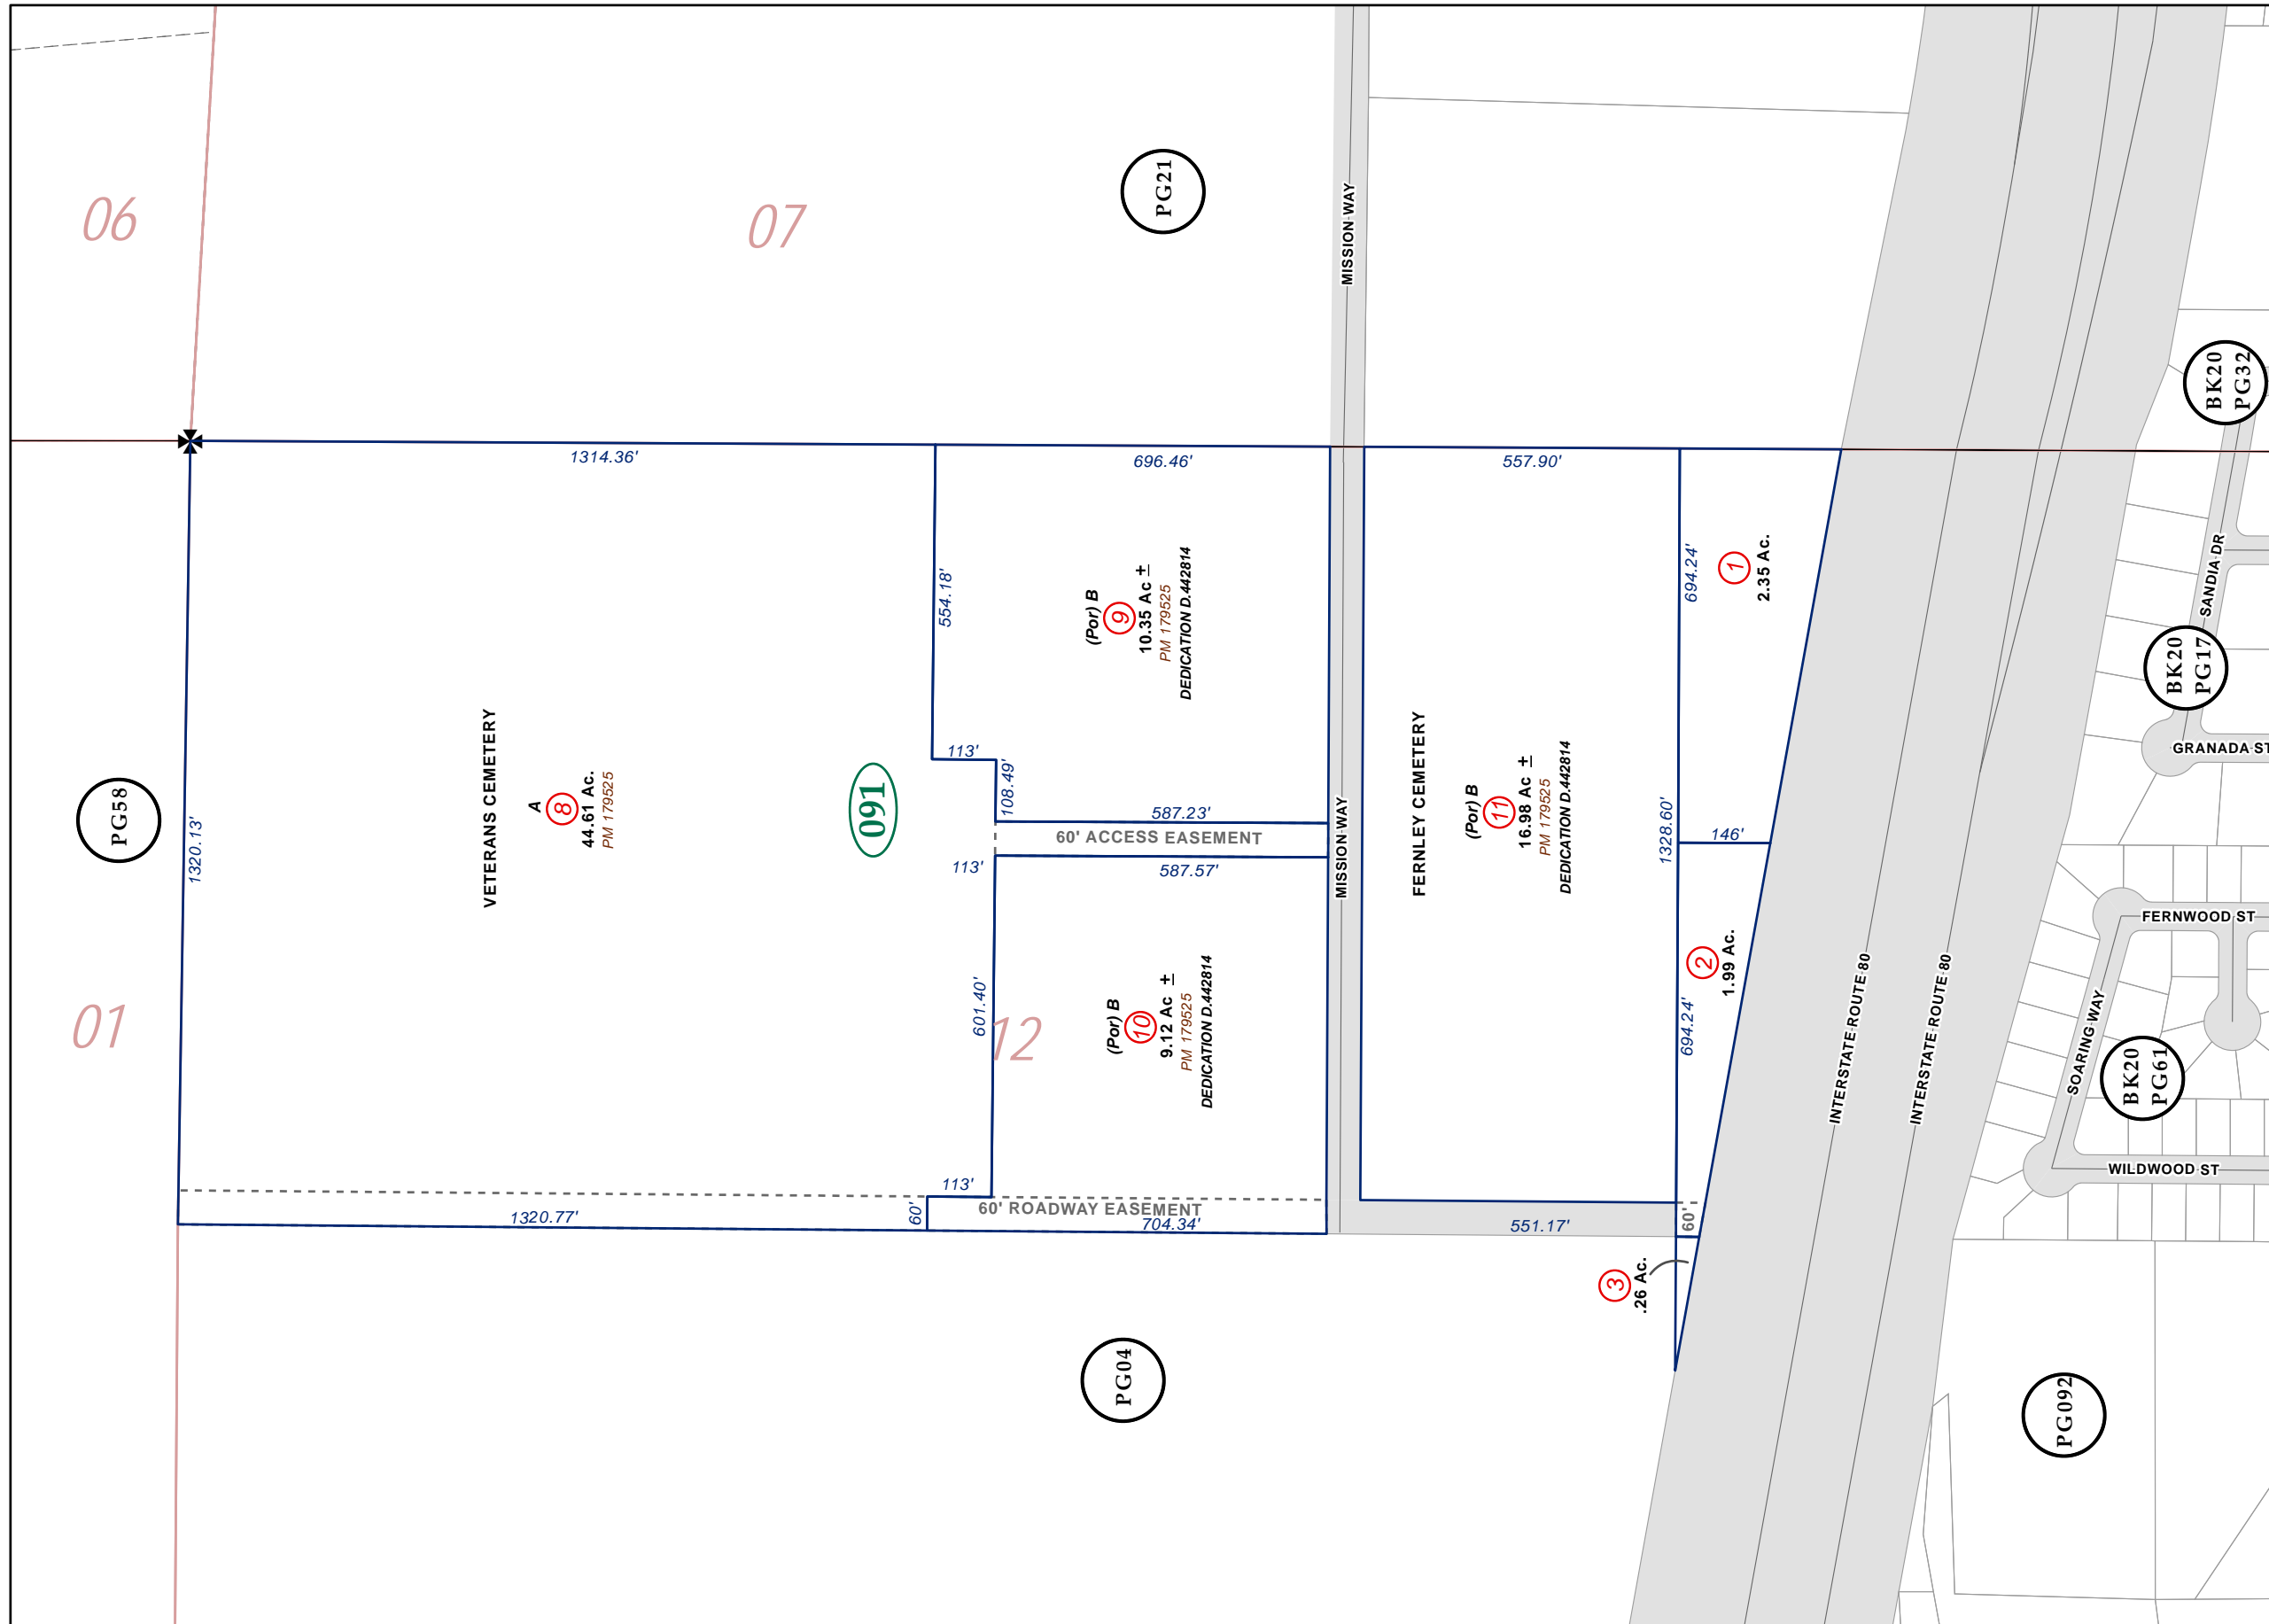 06
07
PG21
MISSION WAY
BK20
PG32
1314.36'
696.46'
557.90'
554.18'
(Por) B
9
10.35 Ac ±
PM 179525
DEDICATION D.442814
694.24'
1
2.35 Ac.
SANDIA DR
BK20
PG17
GRANADA ST
PG58
1320.13'
VETERANS CEMETERY
A
8
44.61 Ac.
PM 179525
091
113'
108.49'
587.23'
60' ACCESS EASEMENT
113'
587.57'
MISSION WAY
FERNLEY CEMETERY
(Por) B
11
16.98 Ac ±
PM 179525
DEDICATION D.442814
1328.60'
146'
FERNWOOD ST
01
601.40'
12
(Por) B
10
9.12 Ac ±
PM 179525
DEDICATION D.442814
2
1.99 Ac.
694.24'
INTERSTATE ROUTE 80
INTERSTATE ROUTE 80
SOARING WAY
BK20
PG61
WILDWOOD ST
113'
60'
60' ROADWAY EASEMENT
1320.77'
704.34'
551.17'
60'
3
.26 Ac.
PG04
PG092